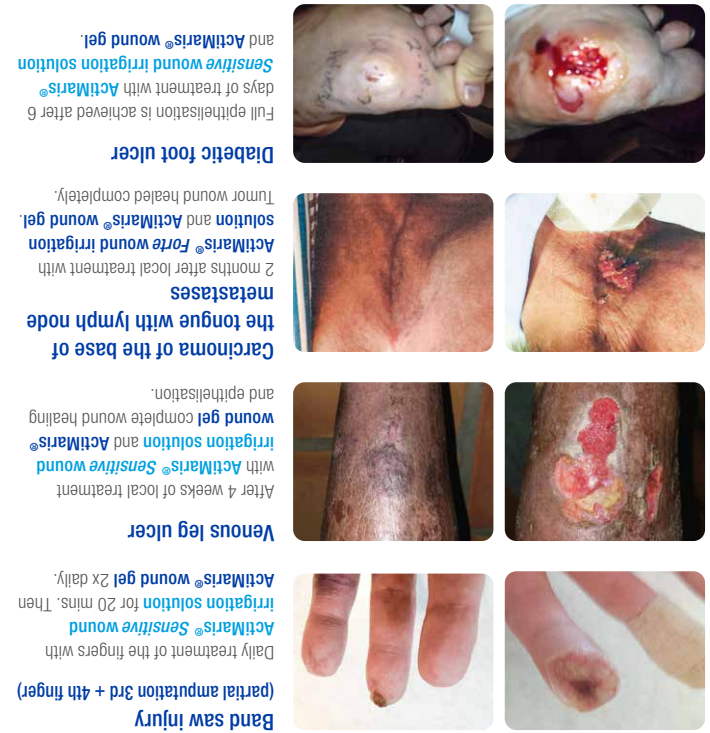 Band saw injury
(partial amputation 3rd + 4th finger)
Daily treatment of the fingers with
ActiMaris® Sensitive wound
irrigation solution for 20 mins. Then
ActiMaris® wound gel 2x daily.
Venous leg ulcer
After 4 weeks of local treatment
with ActiMaris® Sensitive wound
irrigation solution and ActiMaris®
wound gel complete wound healing
and epithelisation.
Carcinoma of the base of
the tongue with lymph node
metastases
2 months after local treatment with
ActiMaris® Forte wound irrigation
solution and ActiMaris® wound gel.
Tumor wound healed completely.
Diabetic foot ulcer
Full epithelisation is achieved after 6
days of treatment with ActiMaris®
Sensitive wound irrigation solution
and ActiMaris® wound gel.